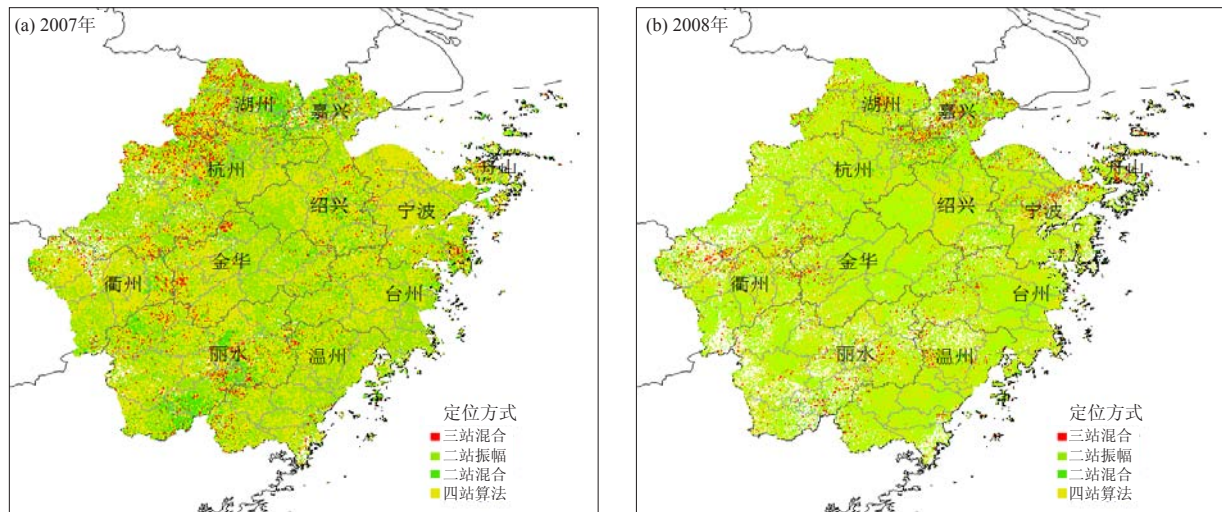 (a) 2007年
湖州
嘉兴
杭州
舟山
绍兴
宁波
金华
衢州
台州
丽水
温州
定位方式
三站混合
二站振幅
二站混合
四站算法
(b) 2008年
湖州
嘉兴
杭州
舟山
绍兴
宁波
金华
衢州
台州
丽水
温州
定位方式
三站混合
二站振幅
二站混合
四站算法